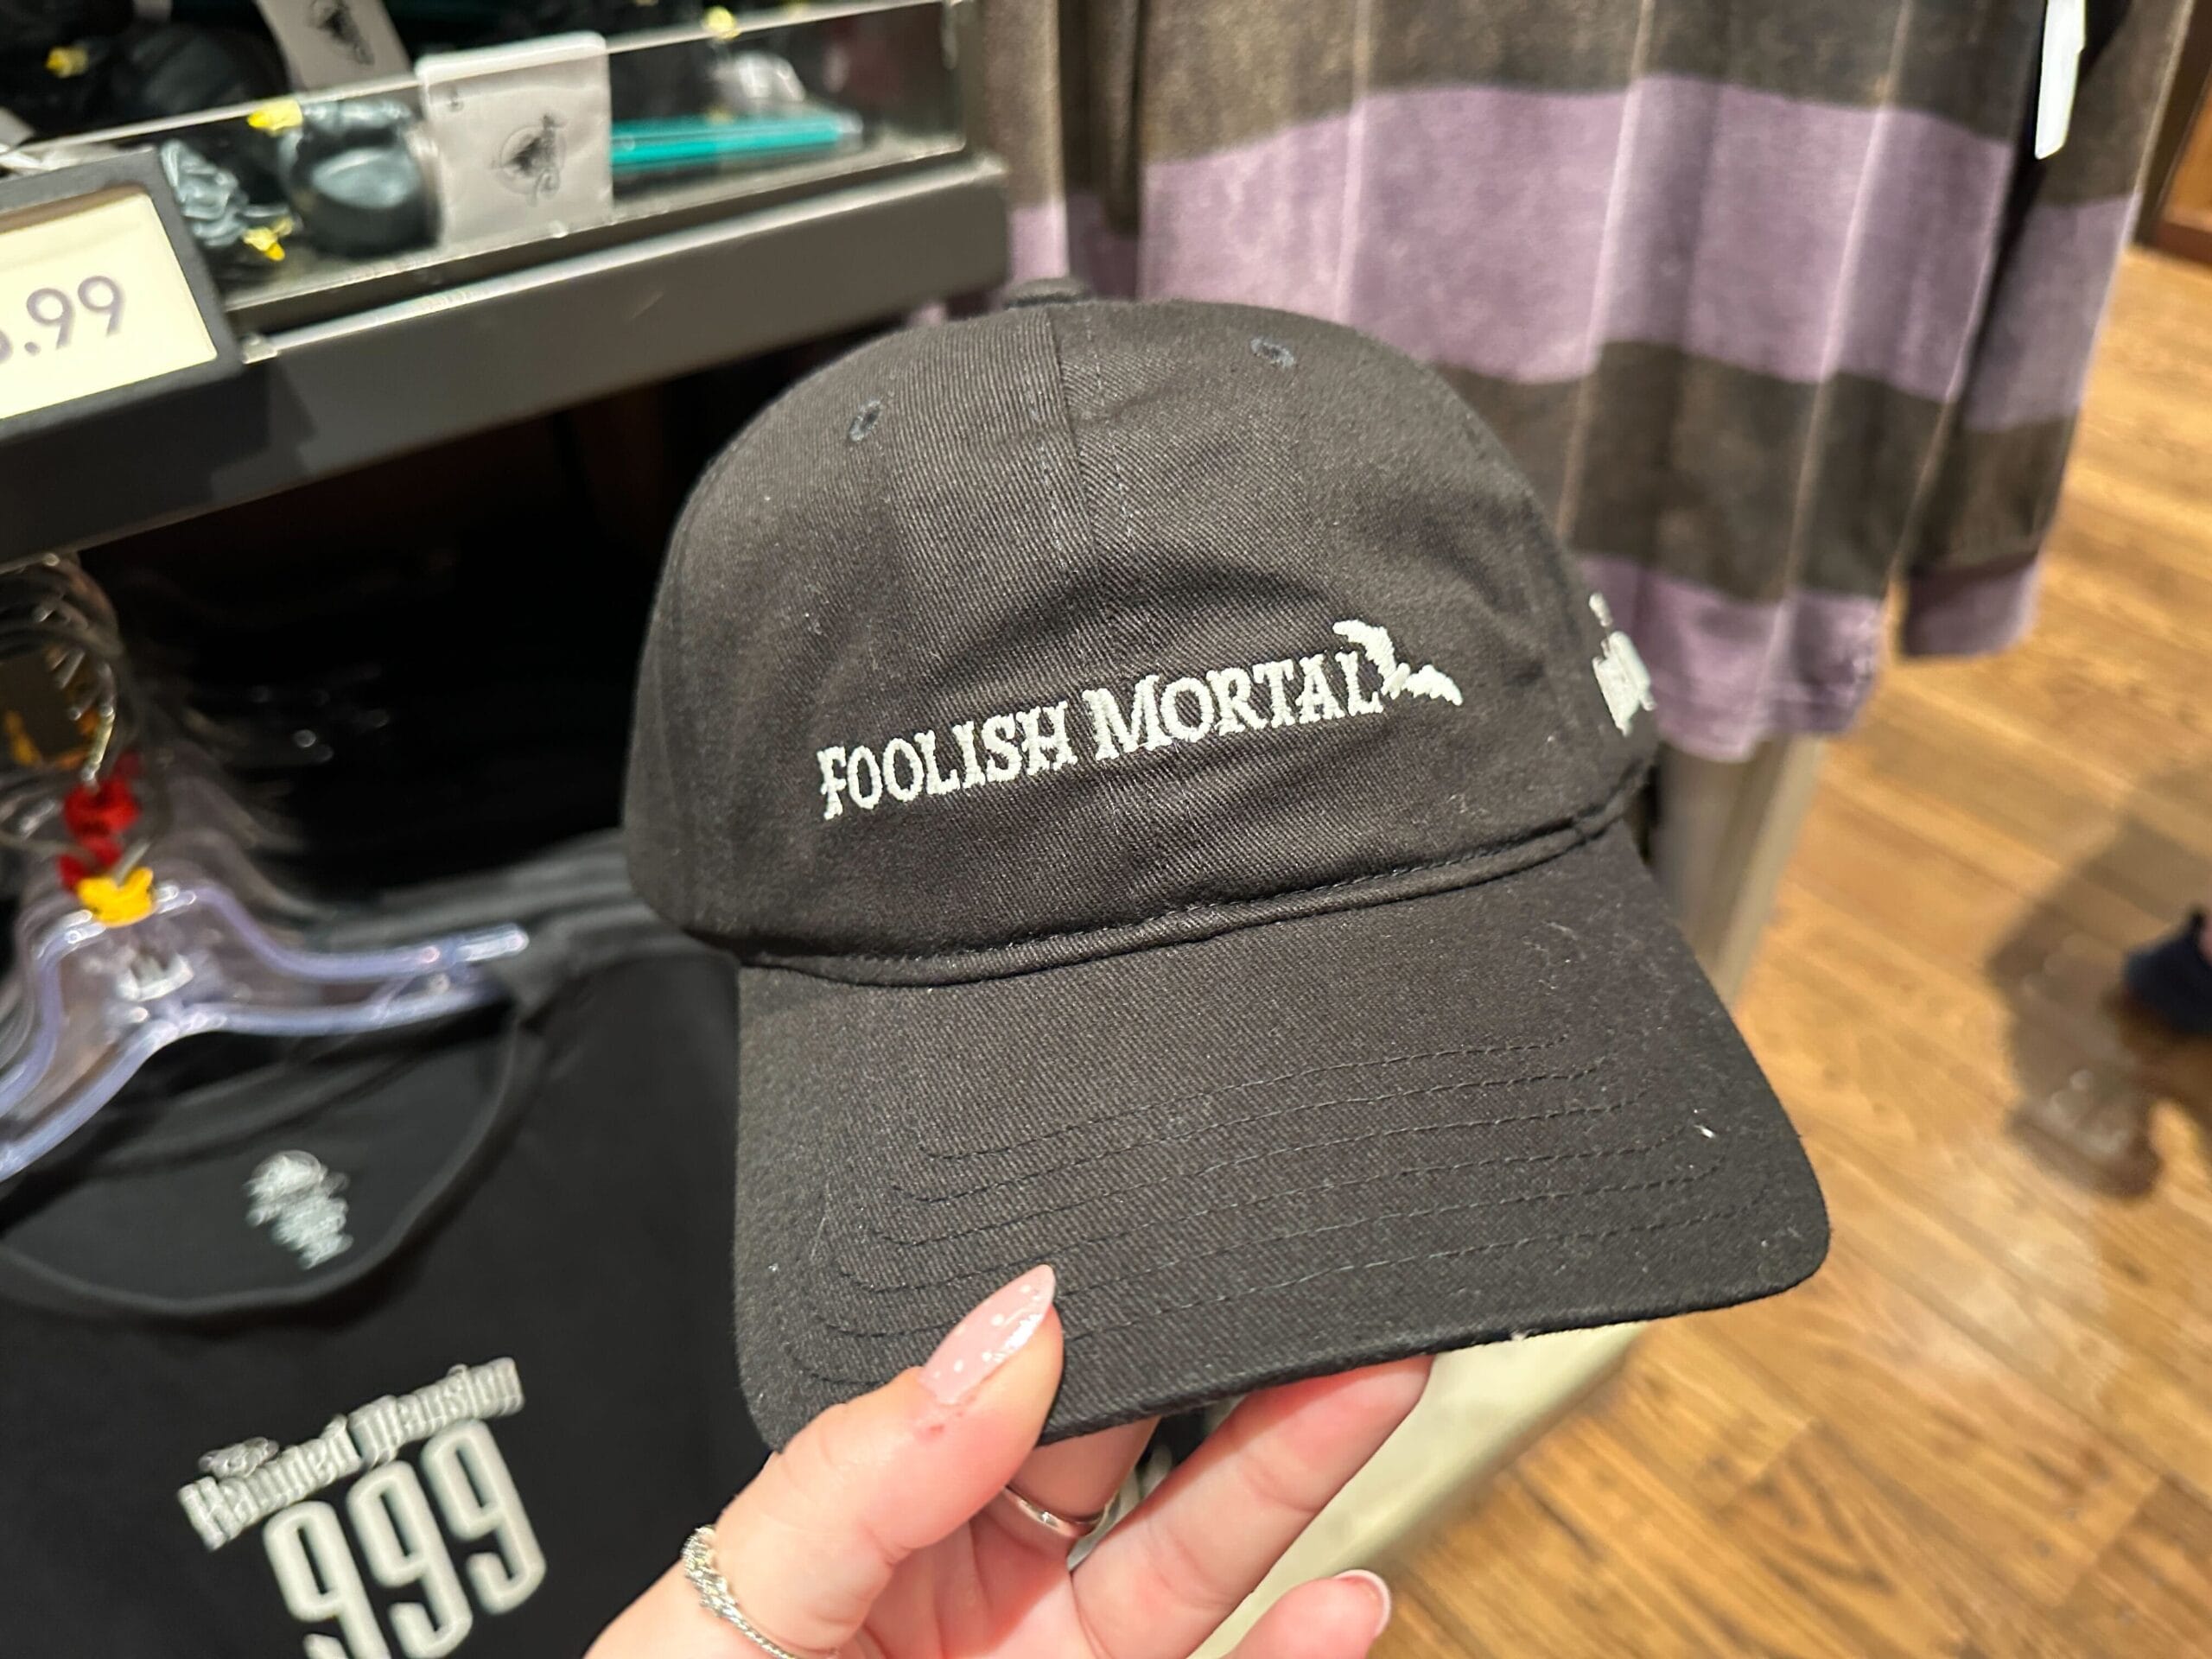 .99
FOOLISH MORTAL
Haunted Mansion
999